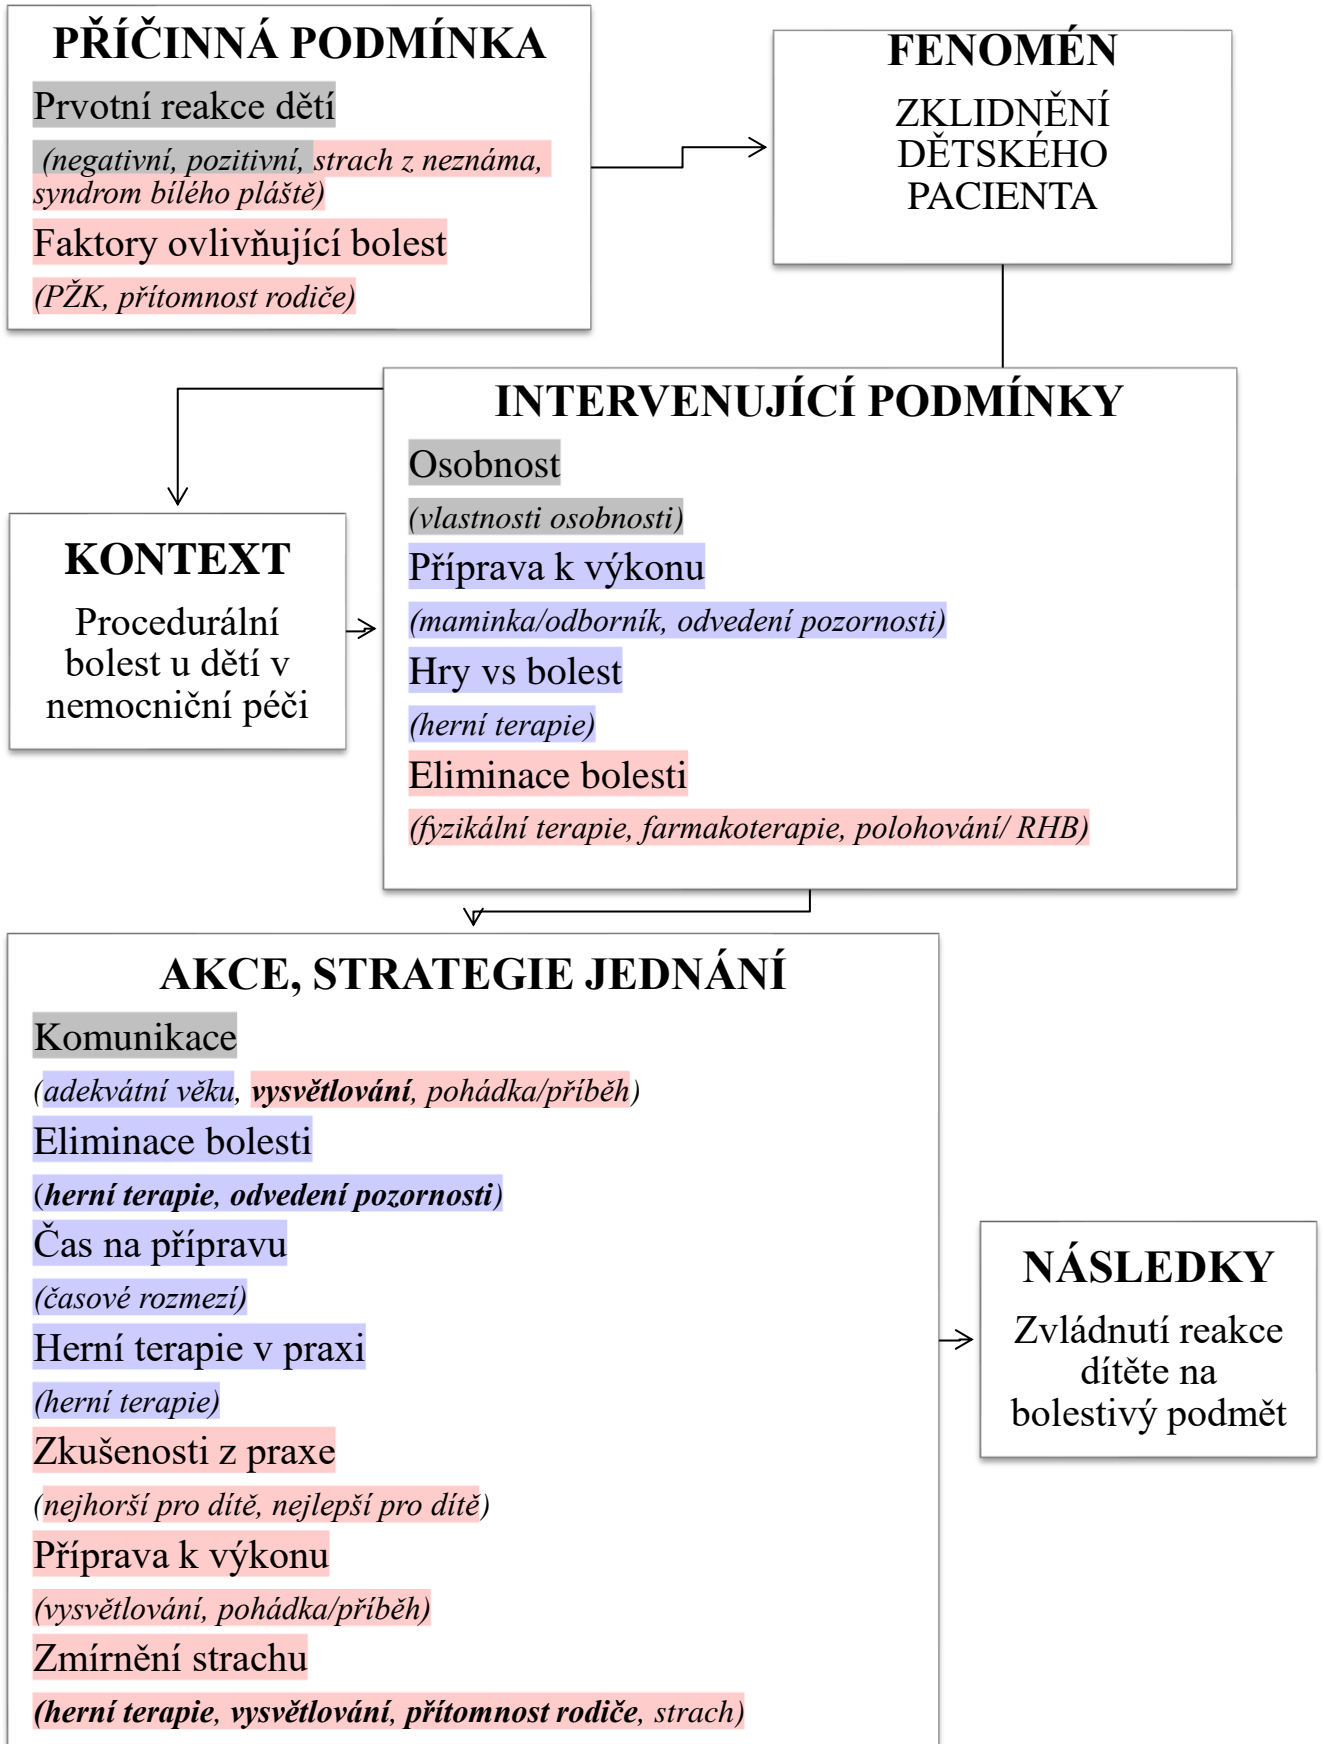 PŘÍČINNÁ PODMÍNKA
Prvotní reakce dětí
(negativní, pozitivní, strach z neznáma,
syndrom bílého pláště)
Faktory ovlivňující bolest
(PŽK, přítomnost rodiče)
FENOMÉN
ZKLIDNĚNÍ
DĚTSKÉHO
PACIENTA
INTERVENUJÍCÍ PODMÍNKY
Osobnost
(vlastnosti osobnosti)
Příprava k výkonu
(maminka/odborník, odvedení pozornosti)
Hry vs bolest
(herní terapie)
Eliminace bolesti
(fyzikální terapie, farmakoterapie, polohování/ RHB)
KONTEXT
Procedurální
bolest u dětí v
nemocniční péči
AKCE, STRATEGIE JEDNÁNÍ
Komunikace
(adekvátní věku, vysvětlování, pohádka/příběh)
Eliminace bolesti
(herní terapie, odvedení pozornosti)
Čas na přípravu
(časové rozmezí)
Herní terapie v praxi
(herní terapie)
Zkušenosti z praxe
(nejhorší pro dítě, nejlepší pro dítě)
Příprava k výkonu
(vysvětlování, pohádka/příběh)
Zmírnění strachu
(herní terapie, vysvětlování, přítomnost rodiče, strach)
NÁSLEDKY
Zvládnutí reakce
dítěte na
bolestivý podmět